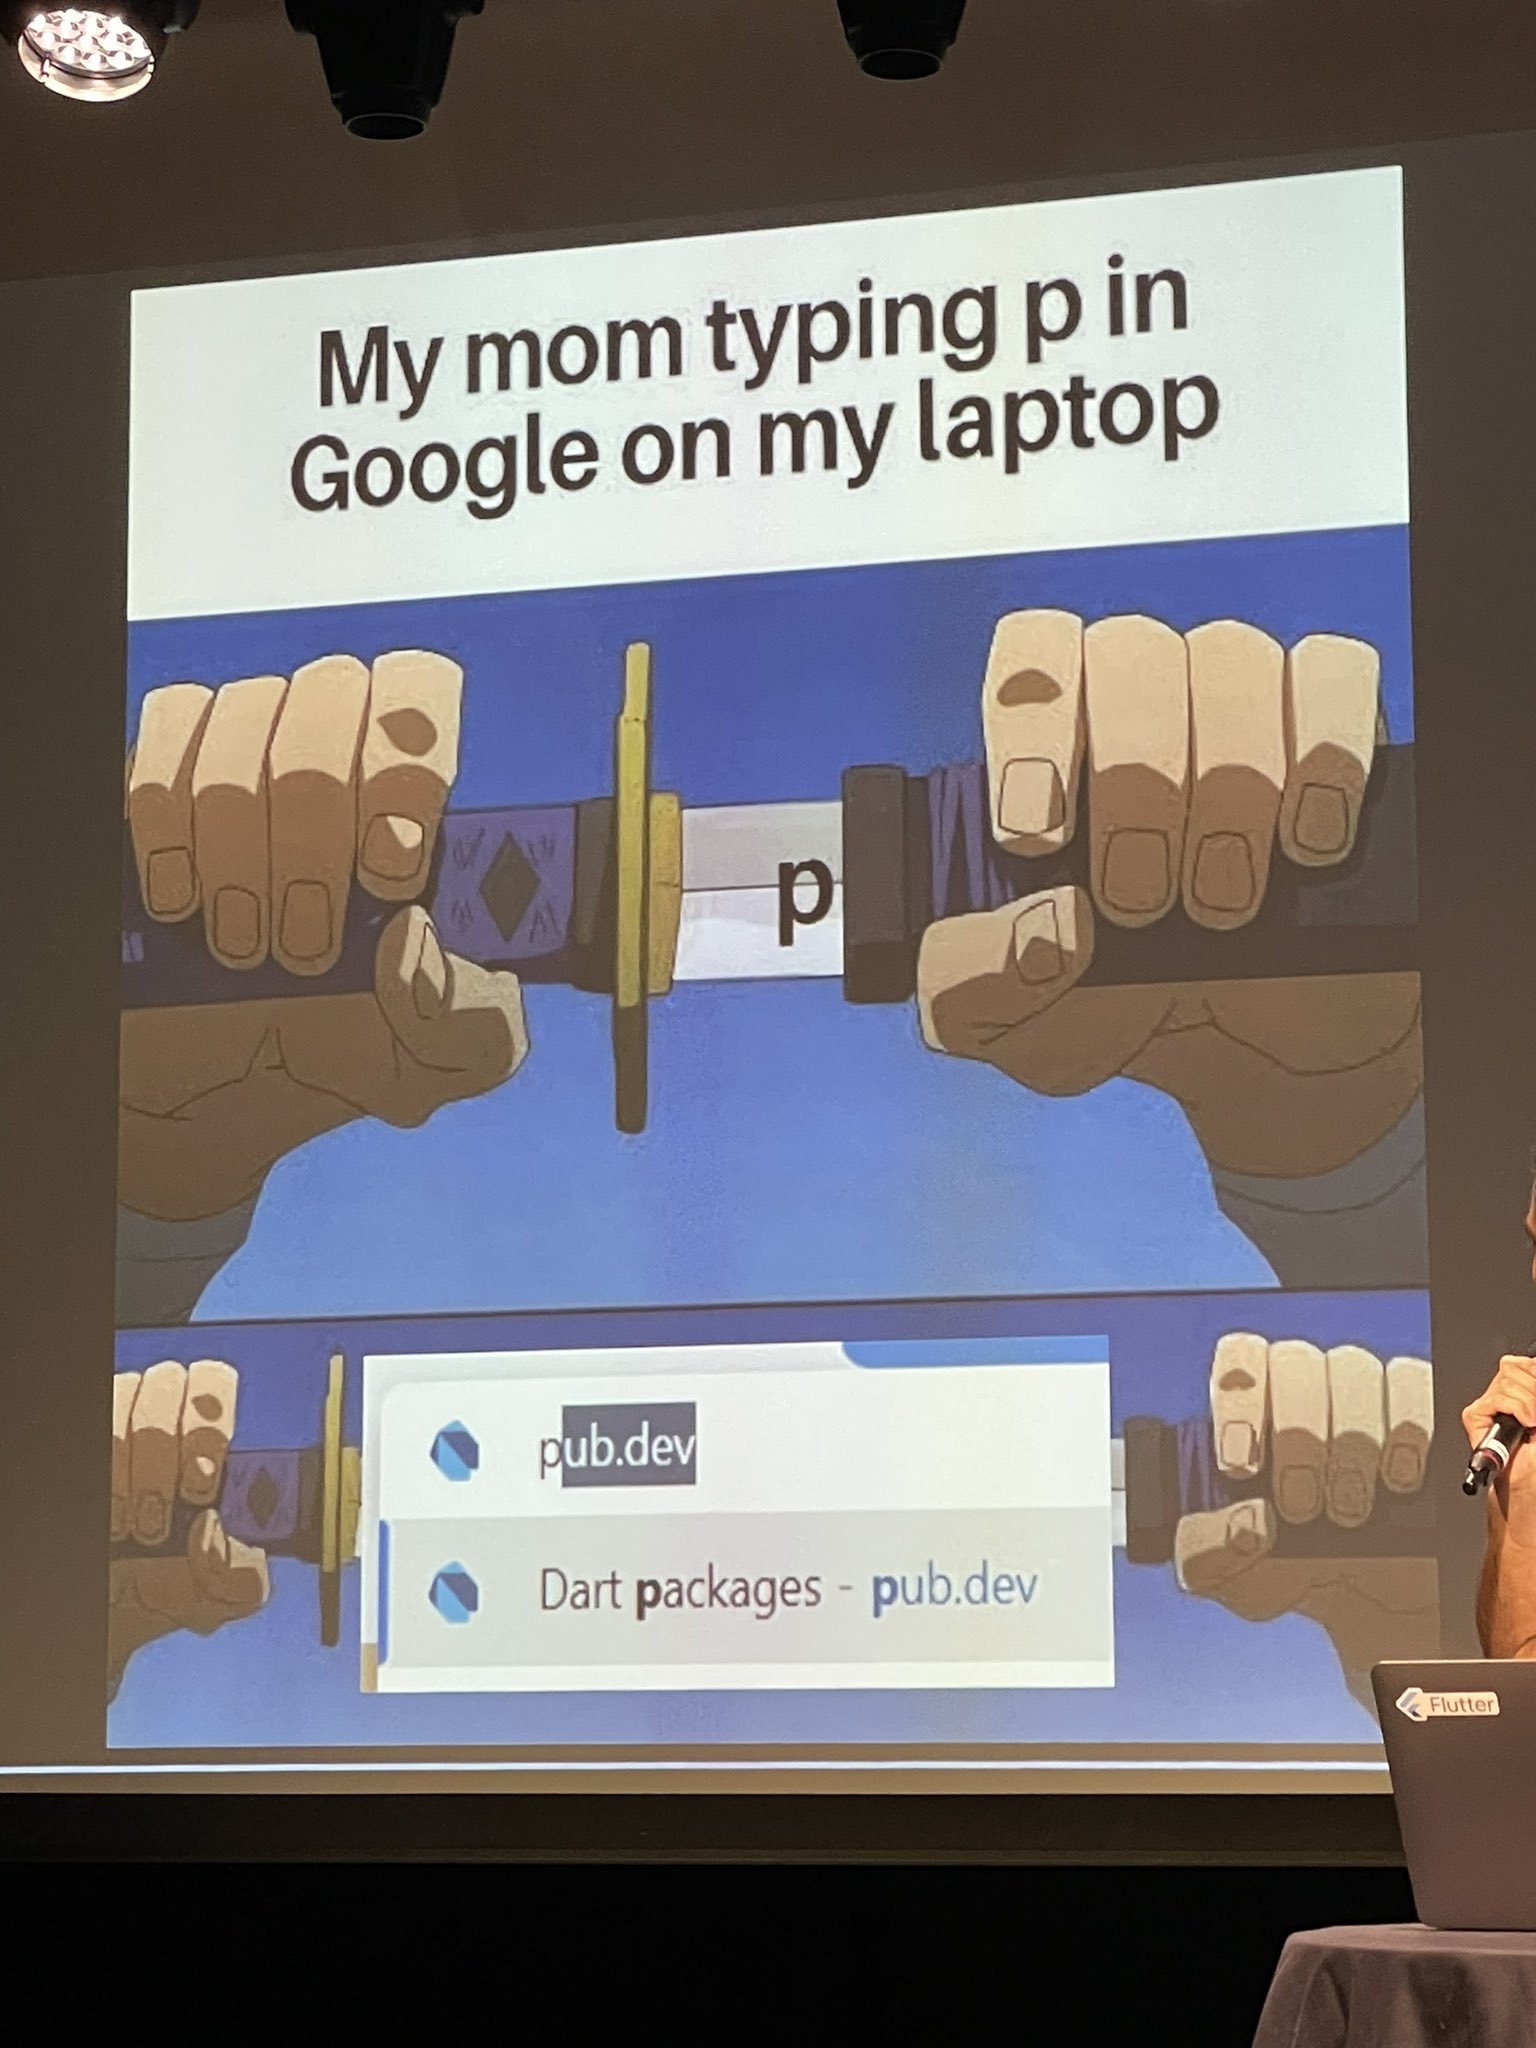 My mom typing p in
Google on my laptop
p
pub.dev
Dart packages - pub.dev
Flutter